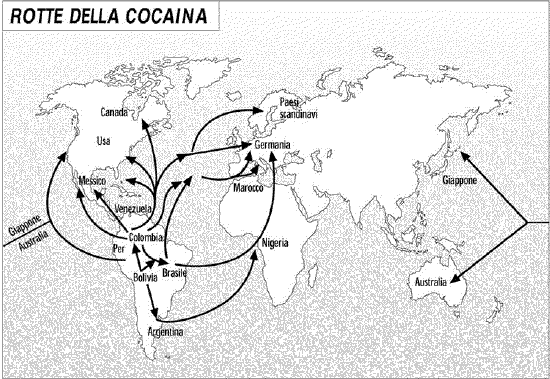 ROTTE DELLA COCAINA
Canada
Paesi
scandinavi
Usa
Germania
Messico
Marocco
Giappone
Venezuela
Giappone
Australia
Colombia
Per
Nigeria
Bolivia
Brasile
Australia
Argentina